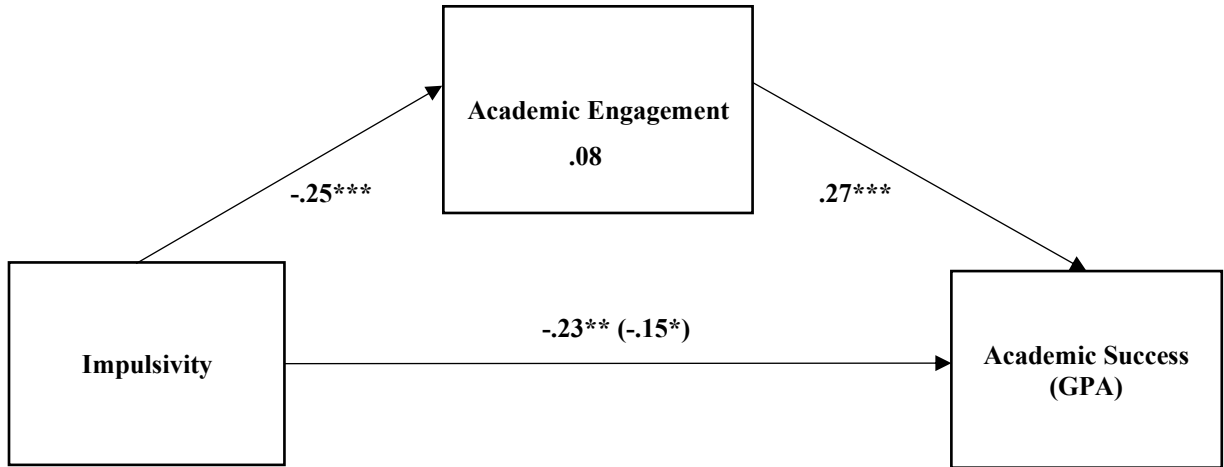 Academic Engagement
.08
-.25***
.27***
-.23** (-.15*)
Impulsivity
Academic Success
(GPA)